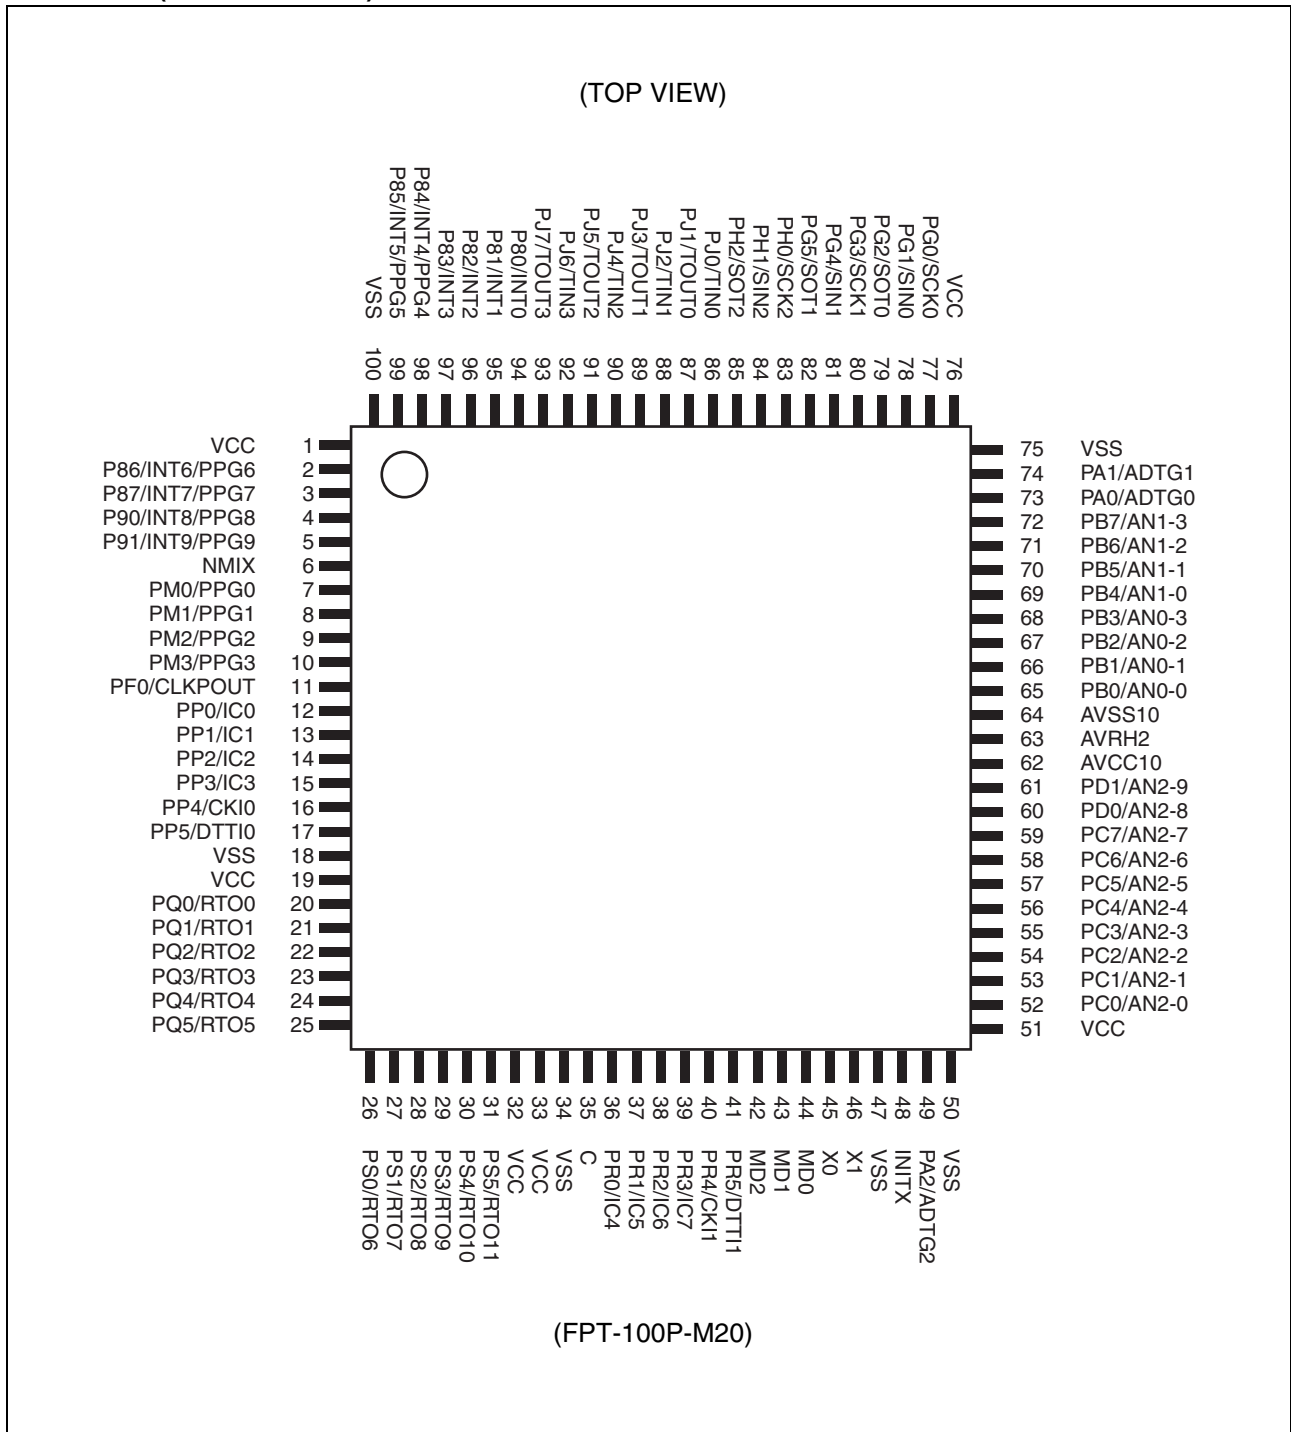 (TOP VIEW)
VSS
P85/INT5/PPG5
P84/INT4/PPG4
P83/INT3
P82/INT2
P81/INT1
P80/INT0
PJ7/TOUT3
PJ6/TIN3
PJ5/TOUT2
PJ4/TIN2
PJ3/TOUT1
PJ2/TIN1
PJ1/TOUT0
PJ0/TIN0
PH2/SOT2
PH1/SIN2
PH0/SCK2
PG5/SOT1
PG4/SIN1
PG3/SCK1
PG2/SOT0
PG1/SIN0
PG0/SCK0
VCC
100 99 98 97 96 95 94 93 92 91 90 89 88 87 86 85 84 83 82 81 80 79 78 77 76
VCC 1
P86/INT6/PPG6 2
P87/INT7/PPG7 3
P90/INT8/PPG8 4
P91/INT9/PPG9 5
NMIX 6
PM0/PPG0 7
PM1/PPG1 8
PM2/PPG2 9
PM3/PPG3 10
PF0/CLKPOUT 11
PP0/IC0 12
PP1/IC1 13
PP2/IC2 14
PP3/IC3 15
PP4/CKI0 16
PP5/DTTI0 17
VSS 18
VCC 19
PQ0/RTO0 20
PQ1/RTO1 21
PQ2/RTO2 22
PQ3/RTO3 23
PQ4/RTO4 24
PQ5/RTO5 25
75 VSS
74 PA1/ADTG1
73 PA0/ADTG0
72 PB7/AN1-3
71 PB6/AN1-2
70 PB5/AN1-1
69 PB4/AN1-0
68 PB3/AN0-3
67 PB2/AN0-2
66 PB1/AN0-1
65 PB0/AN0-0
64 AVSS10
63 AVRH2
62 AVCC10
61 PD1/AN2-9
60 PD0/AN2-8
59 PC7/AN2-7
58 PC6/AN2-6
57 PC5/AN2-5
56 PC4/AN2-4
55 PC3/AN2-3
54 PC2/AN2-2
53 PC1/AN2-1
52 PC0/AN2-0
51 VCC
26 27 28 29 30 31 32 33 34 35 36 37 38 39 40 41 42 43 44 45 46 47 48 49 50
PS0/RTO6
PS1/RTO7
PS2/RTO8
PS3/RTO9
PS4/RTO10
PS5/RTO11
VCC
VCC
VSS
C
PR0/IC4
PR1/IC5
PR2/IC6
PR3/IC7
PR4/CKI1
PR5/DTTI1
MD2
MD1
MD0
X0
X1
VSS
INITX
PA2/ADTG2
VSS
(FPT-100P-M20)